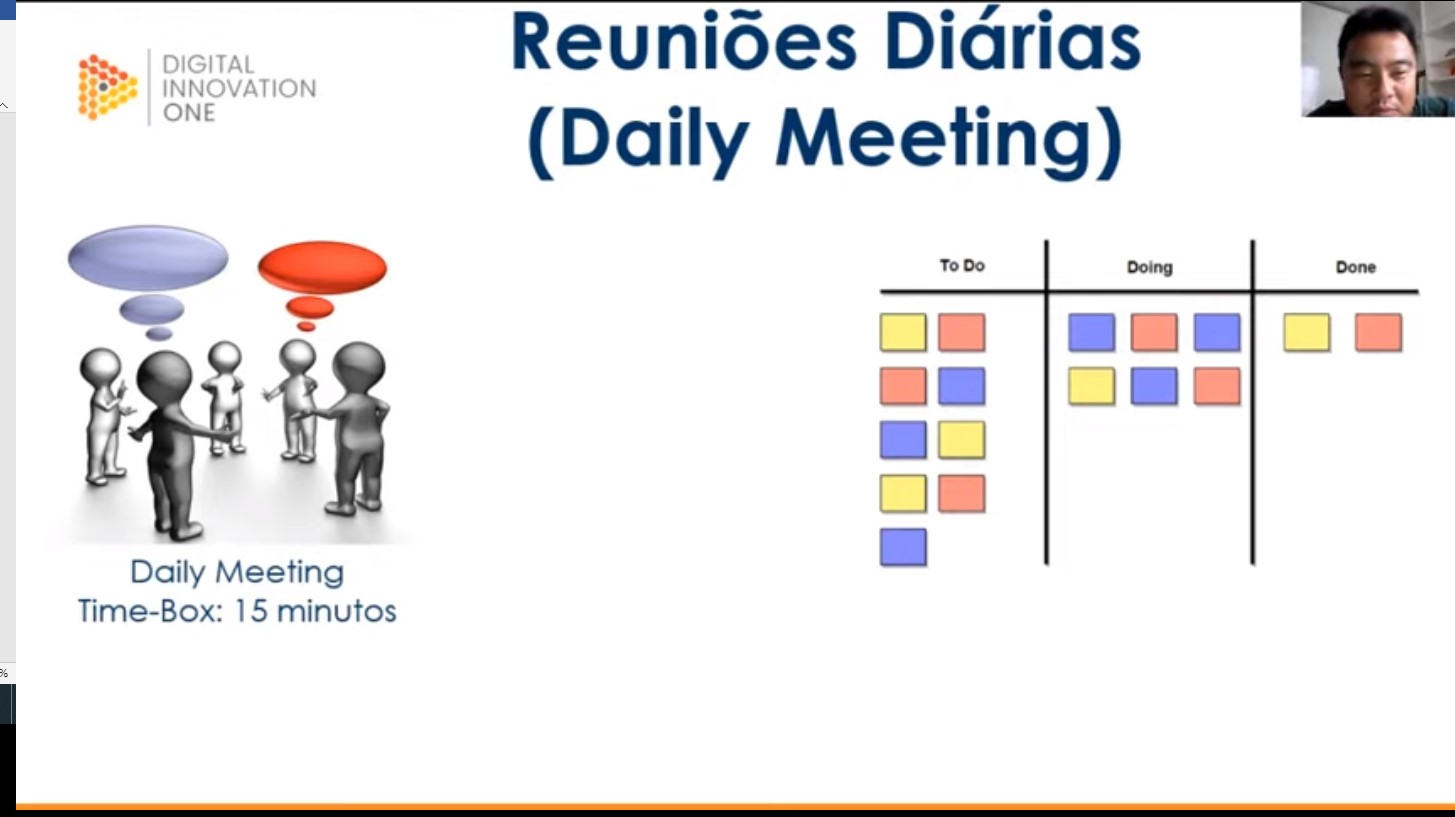 Reuniões Diárias
(Daily Meeting)
DIGITAL
INNOVATION
ONE
To Do
Doing
Done
Daily Meeting
Time-Box: 15 minutos
%